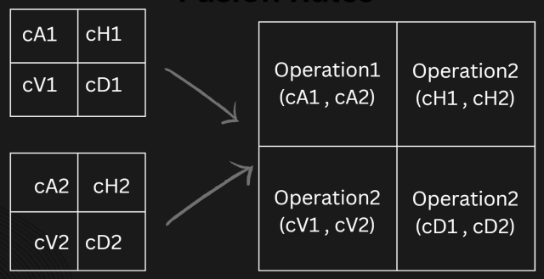 cA1 cH1
cV1 cD1
cA2 cH2
cV2 cD2
Operation1
(cA1 , cA2)
Operation2
(cH1 , cH2)
Operation2
(cV1 , cV2)
Operation2
(cD1 , cD2)